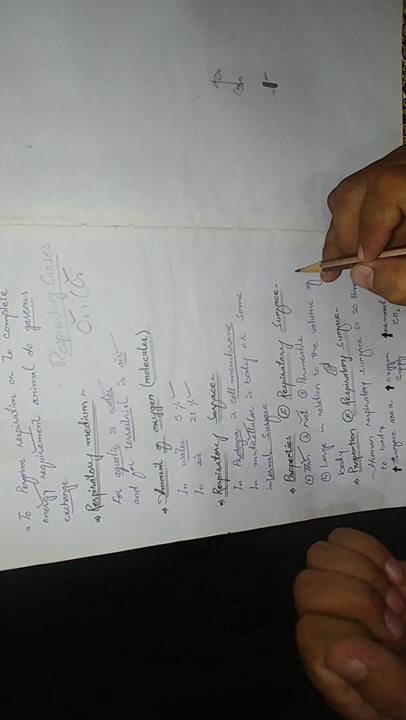 ⇒ To Perform respiration or to complete
energy requirement animal do gaseous
exchange.
Respiratory Gases
O₂, CO₂
⇒ Respiratory medium:-
For aquatic is water
and for terrestrial is air
⇒ Amount of oxygen (molecules).
In water 5 %
In air 21 %
⇒ Respiratory Surface:-
In Protozoa is cell membrane
In multicellular is body or some
internal surface.
⇒ Properties of Respiratory Surface:-
① Thin ② wet ③ Permeable
④ Large in relation to the volume of
body.
⇒ Proportion of Respiratory Surface:-
Human respiratory surface is 20
to body
↑ surface area ↑ oxygen supply ↑ removal CO₂